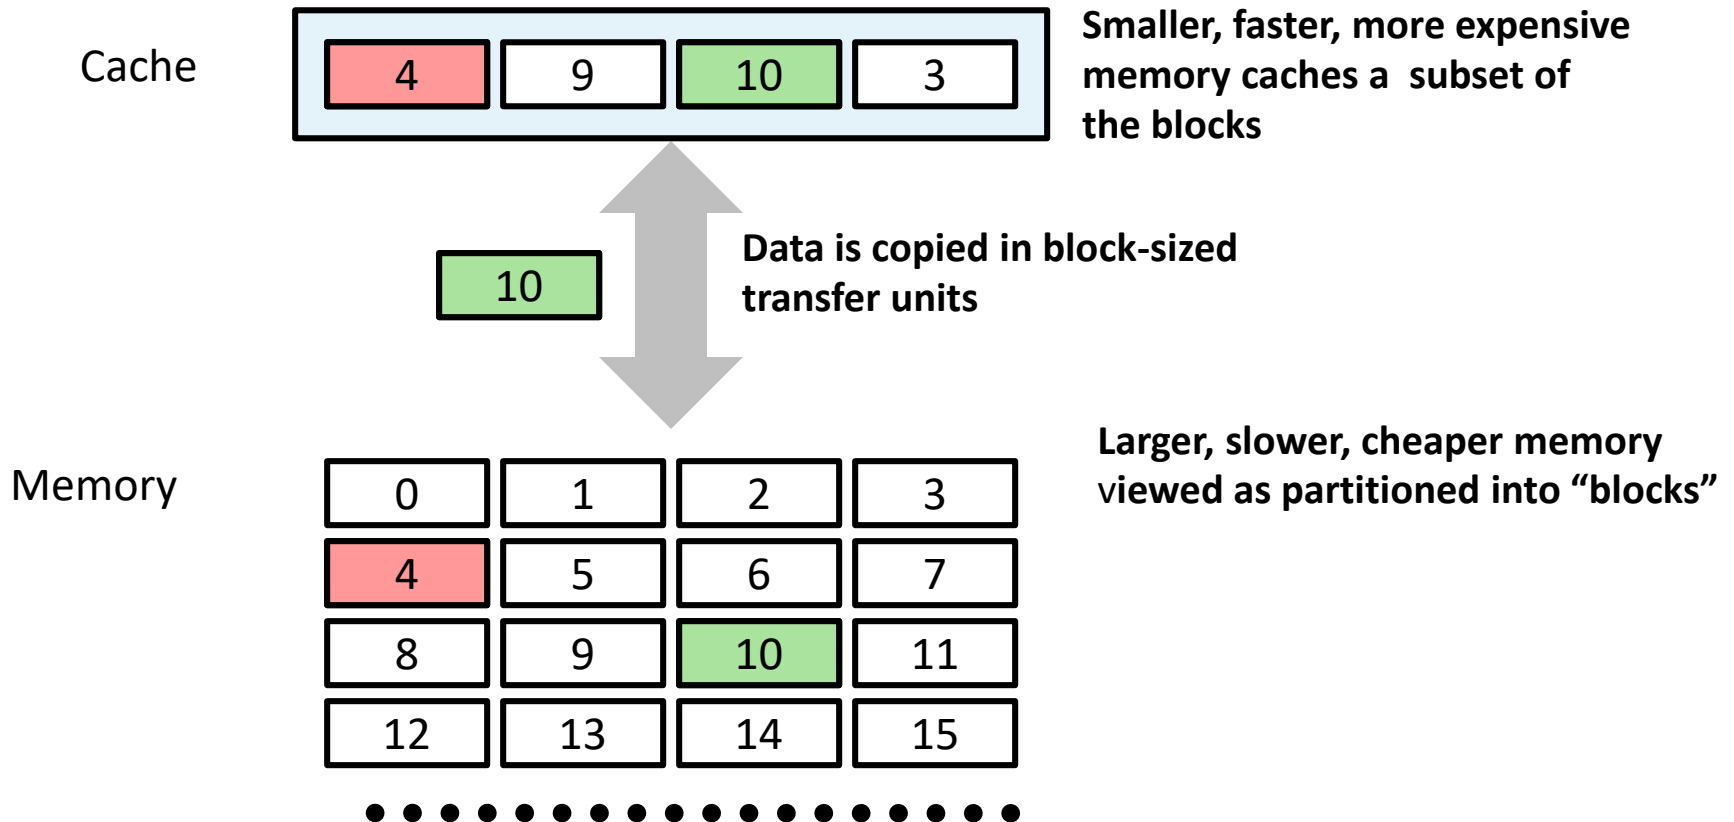 Cache
4 9 10 3
Smaller, faster, more expensive
memory caches a  subset of
the blocks
10
Data is copied in block-sized
transfer units
Memory
Larger, slower, cheaper memory
viewed as partitioned into “blocks”
0 1 2 3
4 5 6 7
8 9 10 11
12 13 14 15